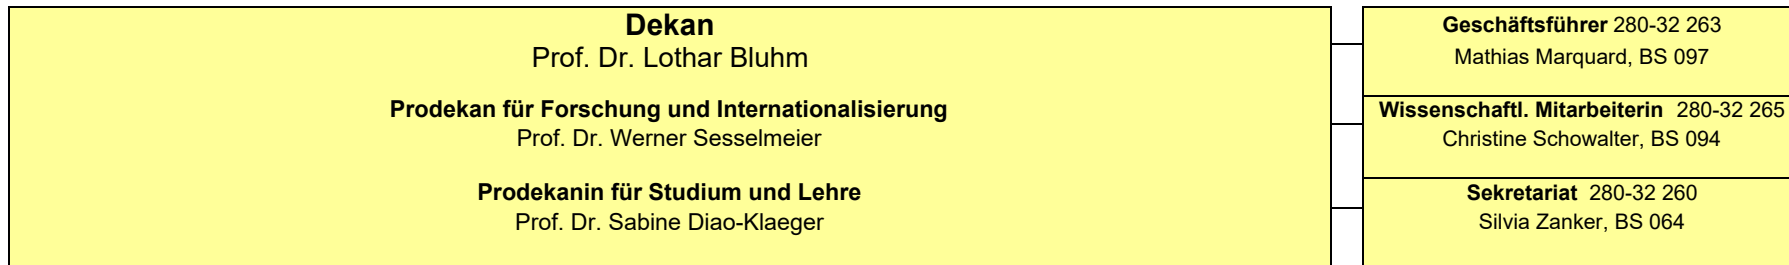 Dekan
Prof. Dr. Lothar Bluhm
Prodekan für Forschung und Internationalisierung
Prof. Dr. Werner Sesselmeier
Prodekanin für Studium und Lehre
Prof. Dr. Sabine Diao-Klaeger
Geschäftsführer 280-32 263
Mathias Marquard, BS 097
Wissenschaftl. Mitarbeiterin 280-32 265
Christine Schowalter, BS 094
Sekretariat 280-32 260
Silvia Zanker, BS 064